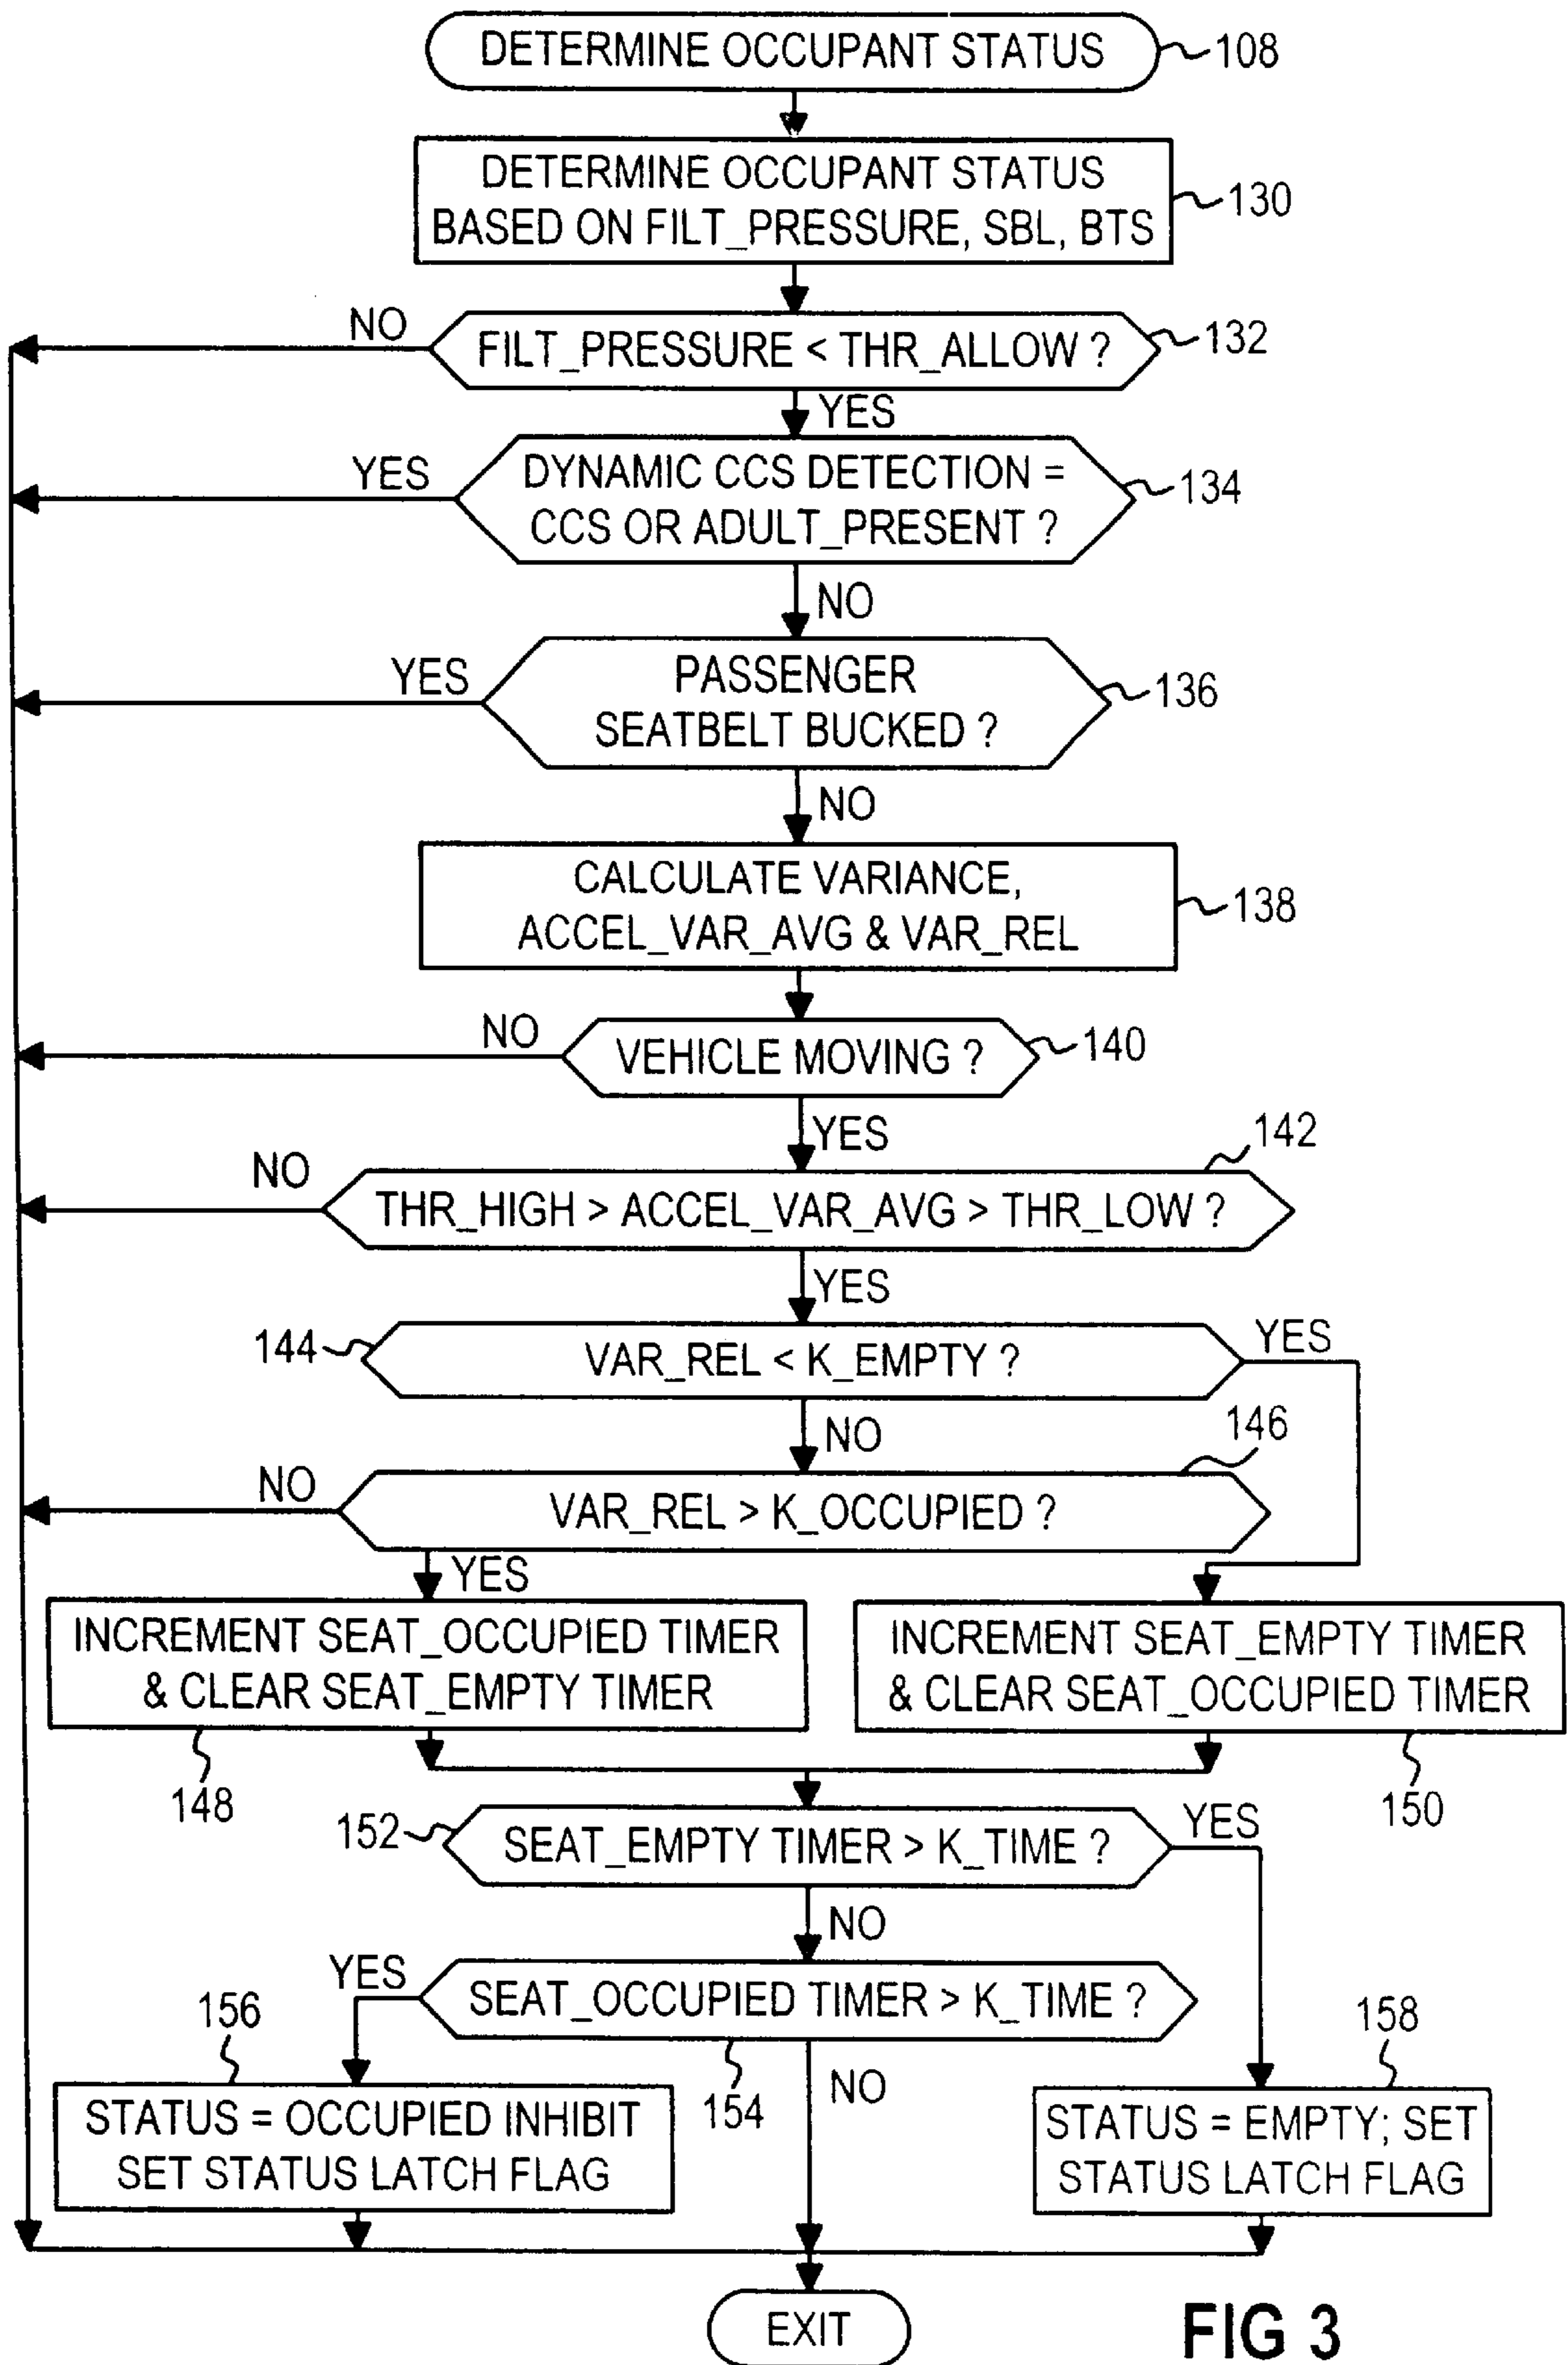 DETERMINE OCCUPANT STATUS
108
DETERMINE OCCUPANT STATUS
BASED ON FILT_PRESSURE, SBL, BTS
130
NO
FILT_PRESSURE < THR_ALLOW ?
132
YES
YES
DYNAMIC CCS DETECTION =
CCS OR ADULT_PRESENT ?
134
NO
YES
PASSENGER
SEATBELT BUCKED ?
136
NO
CALCULATE VARIANCE,
ACCEL_VAR_AVG & VAR_REL
138
NO
VEHICLE MOVING ?
140
YES
142
NO
THR_HIGH > ACCEL_VAR_AVG > THR_LOW ?
YES
144
VAR_REL < K_EMPTY ?
YES
NO
146
NO
VAR_REL > K_OCCUPIED ?
YES
INCREMENT SEAT_OCCUPIED TIMER
& CLEAR SEAT_EMPTY TIMER
148
INCREMENT SEAT_EMPTY TIMER
& CLEAR SEAT_OCCUPIED TIMER
150
152
SEAT_EMPTY TIMER > K_TIME ?
YES
NO
YES
SEAT_OCCUPIED TIMER > K_TIME ?
154
NO
156
STATUS = OCCUPIED INHIBIT
SET STATUS LATCH FLAG
158
STATUS = EMPTY; SET
STATUS LATCH FLAG
EXIT
FIG 3